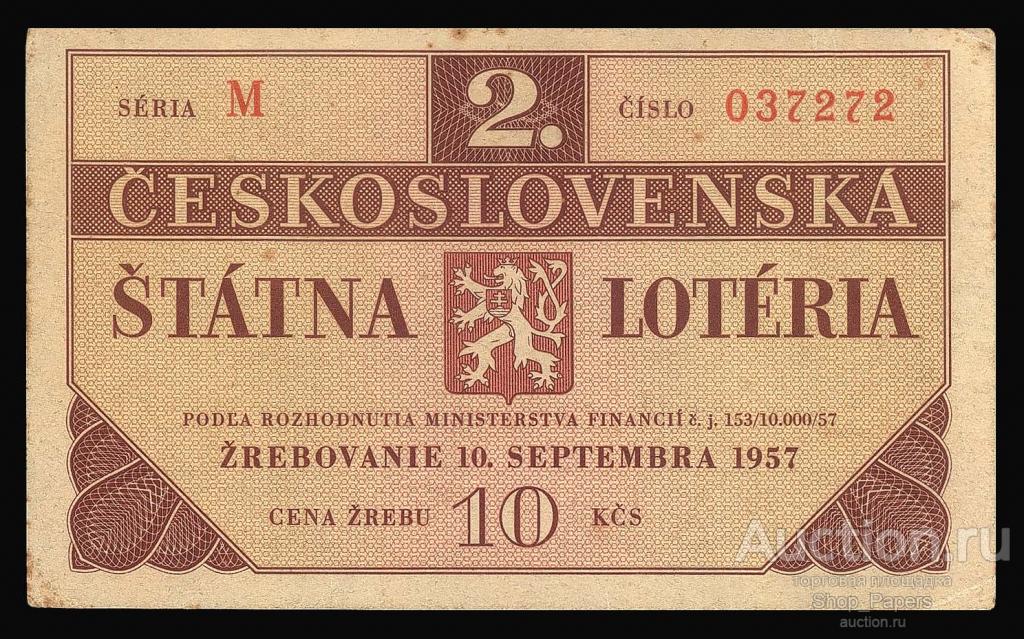 SÉRIA M 2. ČÍSLO 037272
ČESKOSLOVENSKÁ
ŠTÁTNA LOTÉRIA
PODĽA ROZHODNUTIA MINISTERSTVA FINANCIÍ č. j. 153/10.000/57
ŽREBOVANIE 10. SEPTEMBRA 1957
CENA ŽREBU 10 KČS
Auction.ru
торговая площадка
Shop_Papers
auction.ru